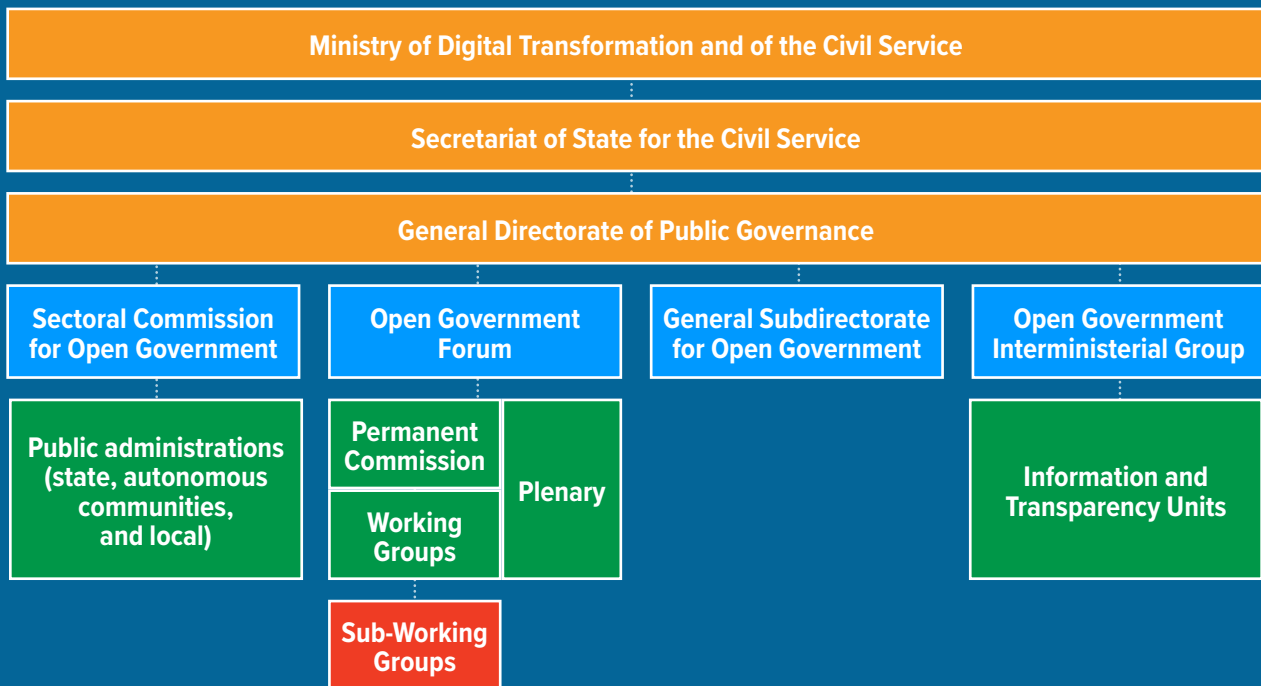 Ministry of Digital Transformation and of the Civil Service
Secretariat of State for the Civil Service
General Directorate of Public Governance
Sectoral Commission
for Open Government
Open Government
Forum
General Subdirectorate
for Open Government
Open Government
Interministerial Group
Public administrations
(state, autonomous
communities,
and local)
Permanent
Commission
Working
Groups
Plenary
Information and
Transparency Units
Sub-Working
Groups